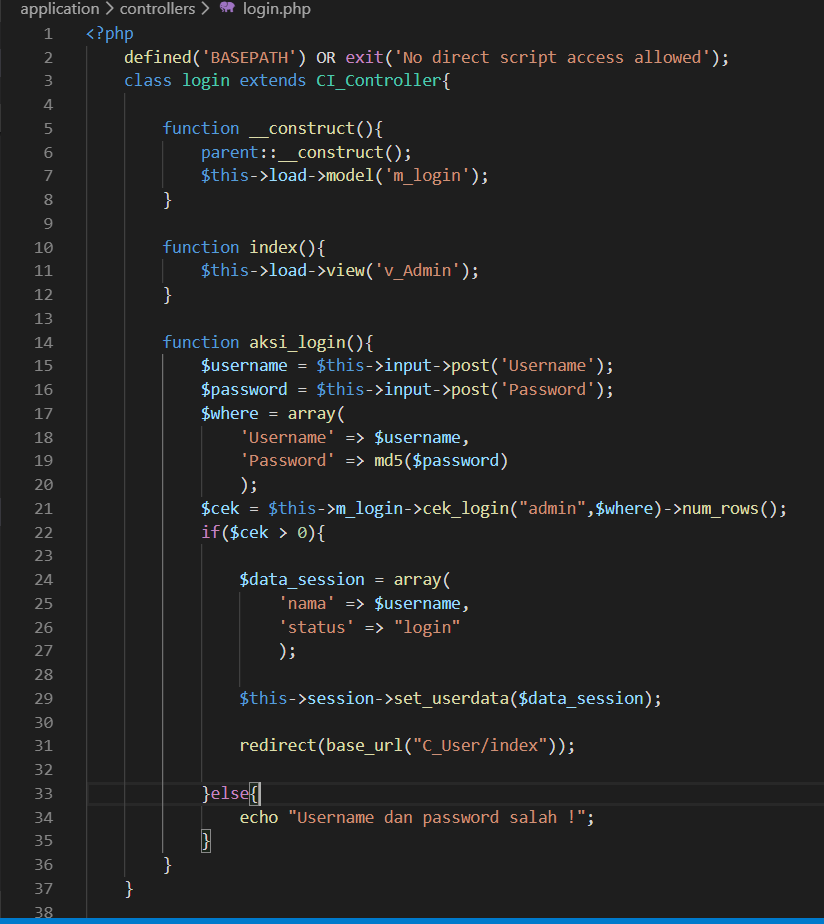 application > controllers > login.php
1 <?php
2 defined('BASEPATH') OR exit('No direct script access allowed');
3 class login extends CI_Controller{
4
5 function __construct(){
6 parent::__construct();
7 $this->load->model('m_login');
8 }
9
10 function index(){
11 $this->load->view('v_Admin');
12 }
13
14 function aksi_login(){
15 $username = $this->input->post('Username');
16 $password = $this->input->post('Password');
17 $where = array(
18 'Username' => $username,
19 'Password' => md5($password)
20 );
21 $cek = $this->m_login->cek_login("admin",$where)->num_rows();
22 if($cek > 0){
23
24 $data_session = array(
25 'nama' => $username,
26 'status' => "login"
27 );
28
29 $this->session->set_userdata($data_session);
30
31 redirect(base_url("C_User/index"));
32
33 }else{
34 echo "Username dan password salah !";
35 }
36 }
37 }
38